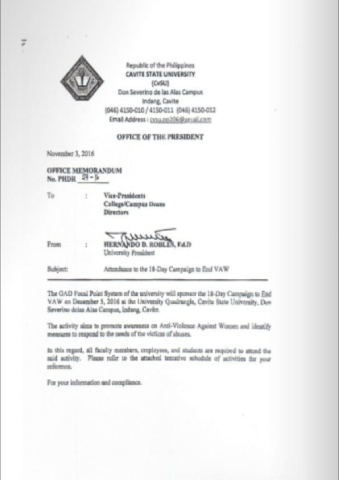 Republic of the Philippines
CAVITE STATE UNIVERSITY
(CvSU)
Don Severino de las Alas Campus
Indang, Cavite
(046) 4150-010 / 4150-011 (046) 4150-012
Email Address : @gmail.com
OFFICE OF THE PRESIDENT
November 3, 2016
OFFICE MEMORANDUM
No. PHDR
To : Vice-Presidents
College/Campus Deans
Directors
From : HERNANDO D. ROBLES, Ed.D
University President
Subject: Attendance to the 18-Day Campaign to End VAW
The GAD Focal Point System of the university will sponsor the 18-Day Campaign to End
VAW on December 5, 2016 at the University Quadrangle, Cavite State University, Don
Severino delas Alas Campus, Indang, Cavite.
The activity aims to promote awareness on Anti-Violence Against Women and identify
measures to respond to the needs of the victims of abuses.
In this regard, all faculty members, employees, and students are required to attend the
said activity. Please refer to the attached tentative schedule of activities for your
reference.
For your information and compliance.